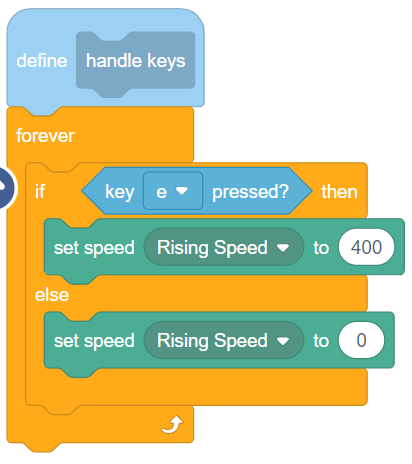 define handle keys
forever
if key e pressed? then
set speed Rising Speed to 400
else
set speed Rising Speed to 0